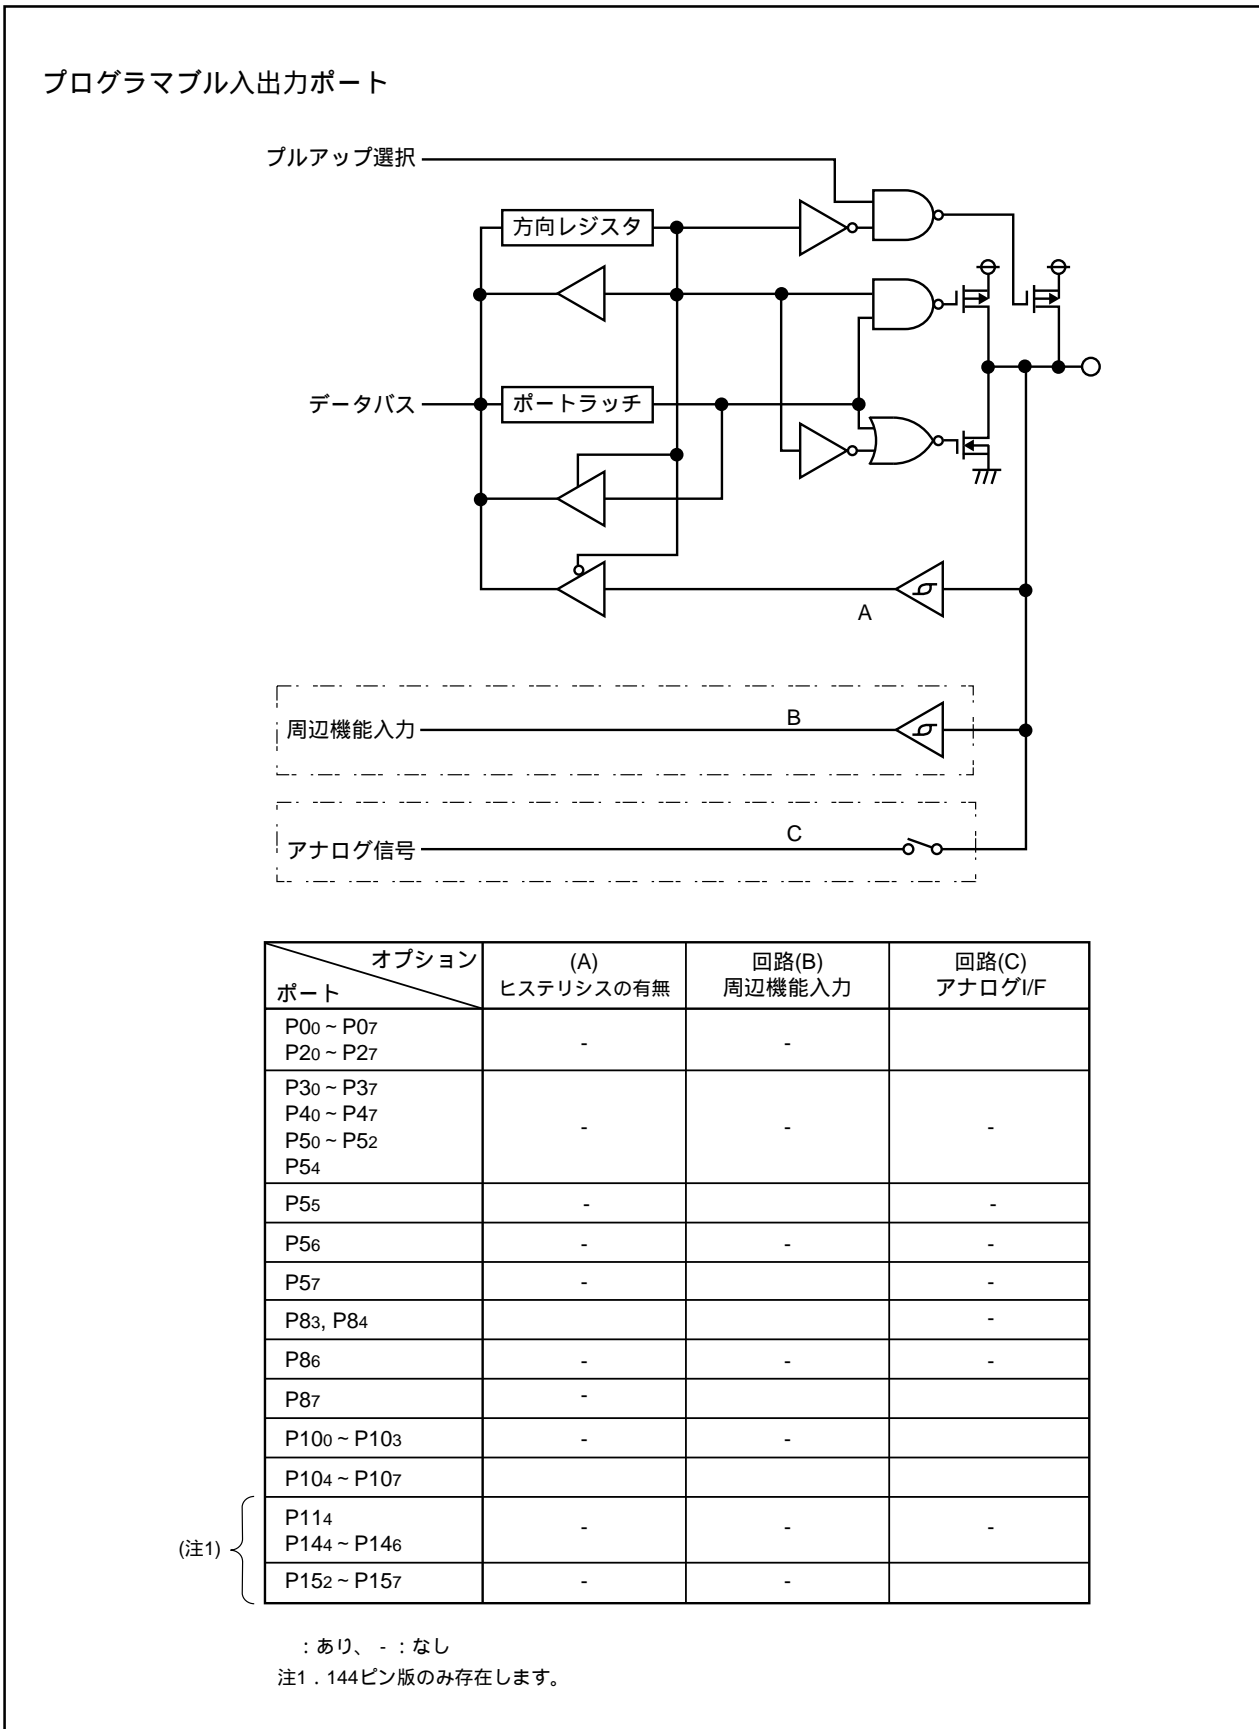 プログラマブル入出力ポート
プルアップ選択
方向レジスタ
データバス
ポートラッチ
A
周辺機能入力
B
アナログ信号
C
オプション
ポート
(A)
ヒステリシスの有無
回路(B)
周辺機能入力
回路(C)
アナログI/F
P00 ~ P07
P20 ~ P27
- -
P30 ~ P37
P40 ~ P47
P50 ~ P52
P54
- - -
P55 - -
P56 - - -
P57 - -
P83, P84 -
P86 - - -
P87 -
P100 ~ P103 - -
P104 ~ P107
(注1)
P114
P144 ~ P146
- - -
P152 ~ P157 - -
：あり、 - ：なし
注1．144ピン版のみ存在します。